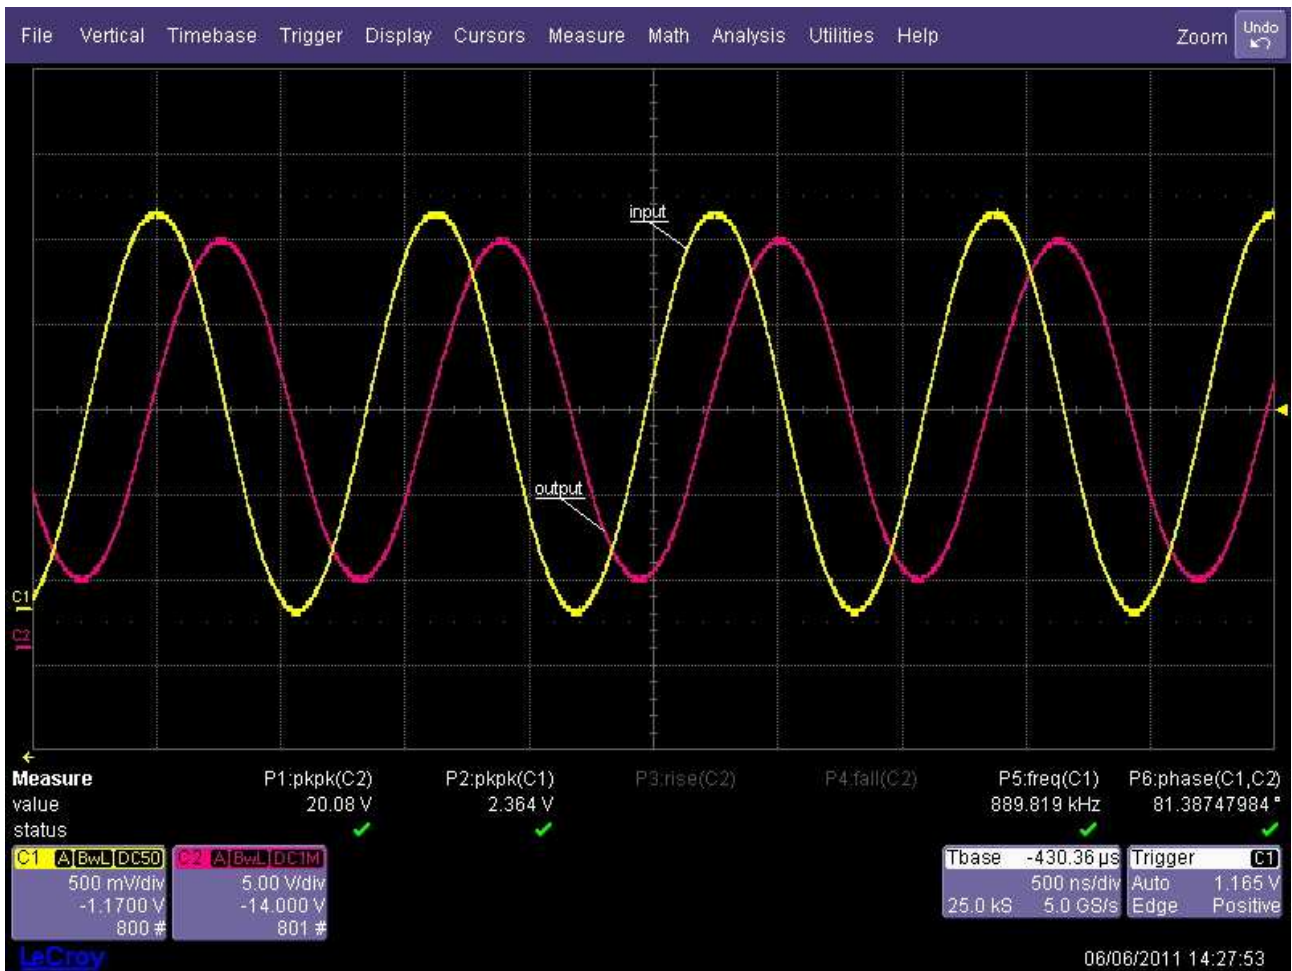 File Vertical Timebase Trigger Display Cursors Measure Math Analysis Utilities Help Zoom Undo
input
output
C1
C2
Measure P1:pkpk(C2) P2:pkpk(C1) P3:rise(C2) P4:fall(C2) P5:freq(C1) P6:phase(C1,C2)
value 20.08 V 2.364 V 889.819 kHz 81.38747984 °
status
C1 A BwL DC50 C2 A BwL DC1M Tbase -430.36 µs Trigger C1
500 mV/div 5.00 V/div 500 ns/div Auto 1.165 V
-1.1700 V -14.000 V 25.0 kS 5.0 GS/s Edge Positive
800 # 801 #
LeCroy 06/06/2011 14:27:53